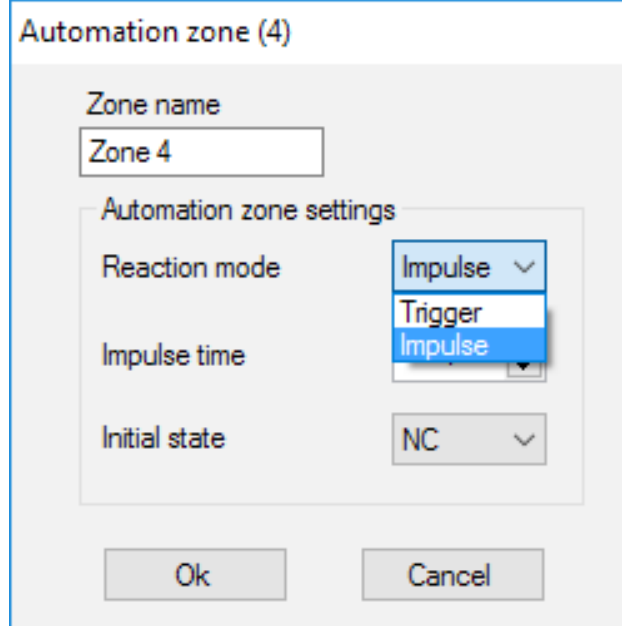 Automation zone (4)
Zone name
Zone 4
Automation zone settings
Reaction mode Impulse
Trigger
Impulse
Impulse time
Initial state NC
Ok Cancel